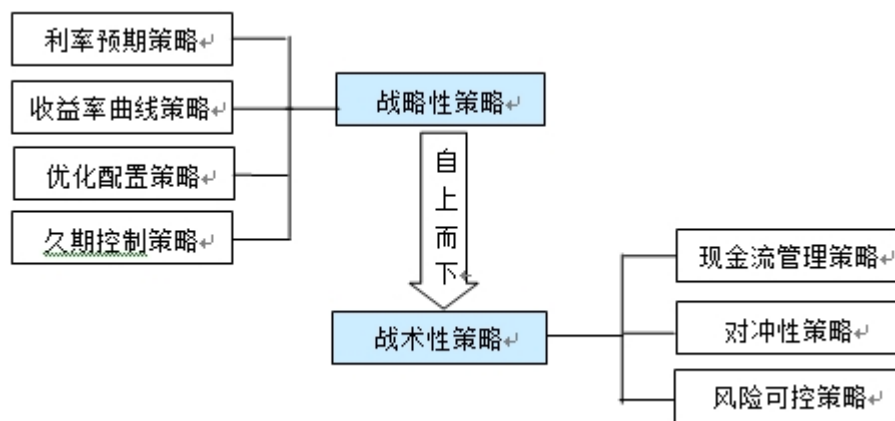 利率预期策略
收益率曲线策略
优化配置策略
久期控制策略
战略性策略
自
上
而
下
战术性策略
现金流管理策略
对冲性策略
风险可控策略